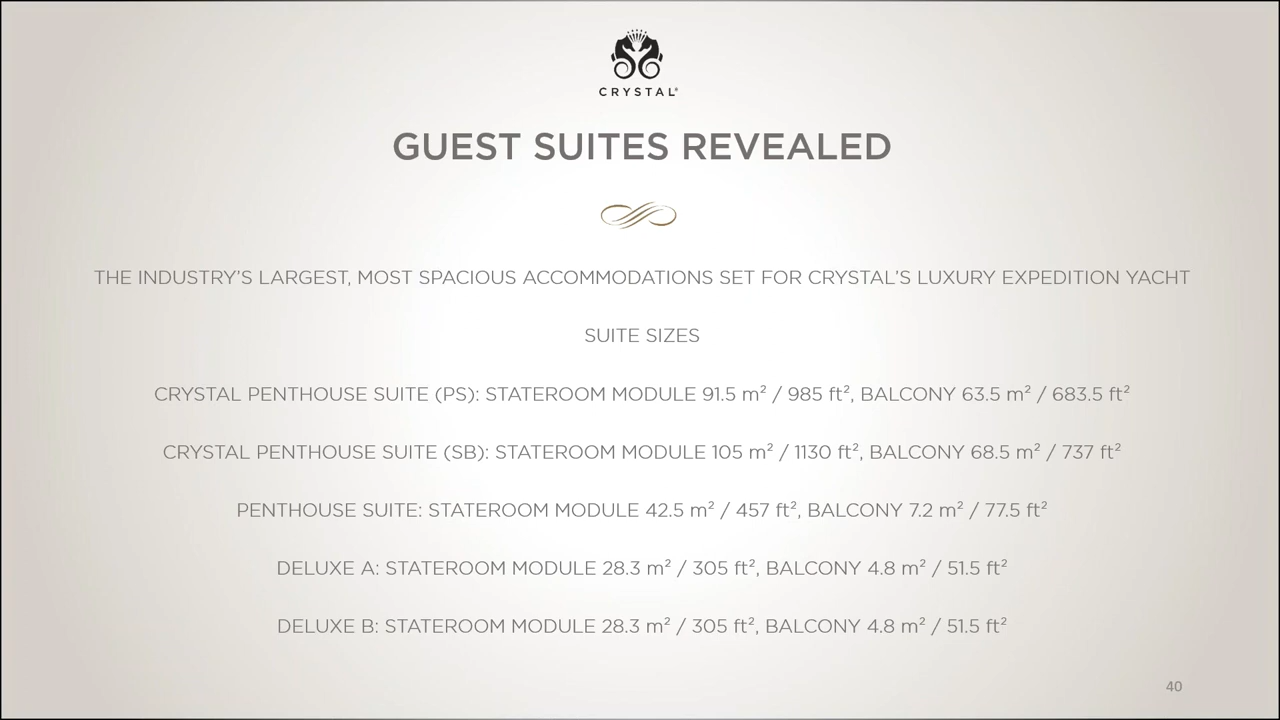 CRYSTAL®
GUEST SUITES REVEALED
THE INDUSTRY'S LARGEST, MOST SPACIOUS ACCOMMODATIONS SET FOR CRYSTAL'S LUXURY EXPEDITION YACHT
SUITE SIZES
CRYSTAL PENTHOUSE SUITE (PS): STATEROOM MODULE 91.5 m² / 985 ft², BALCONY 63.5 m² / 683.5 ft²
CRYSTAL PENTHOUSE SUITE (SB): STATEROOM MODULE 105 m² / 1130 ft², BALCONY 68.5 m² / 737 ft²
PENTHOUSE SUITE: STATEROOM MODULE 42.5 m² / 457 ft², BALCONY 7.2 m² / 77.5 ft²
DELUXE A: STATEROOM MODULE 28.3 m² / 305 ft², BALCONY 4.8 m² / 51.5 ft²
DELUXE B: STATEROOM MODULE 28.3 m² / 305 ft², BALCONY 4.8 m² / 51.5 ft²
40